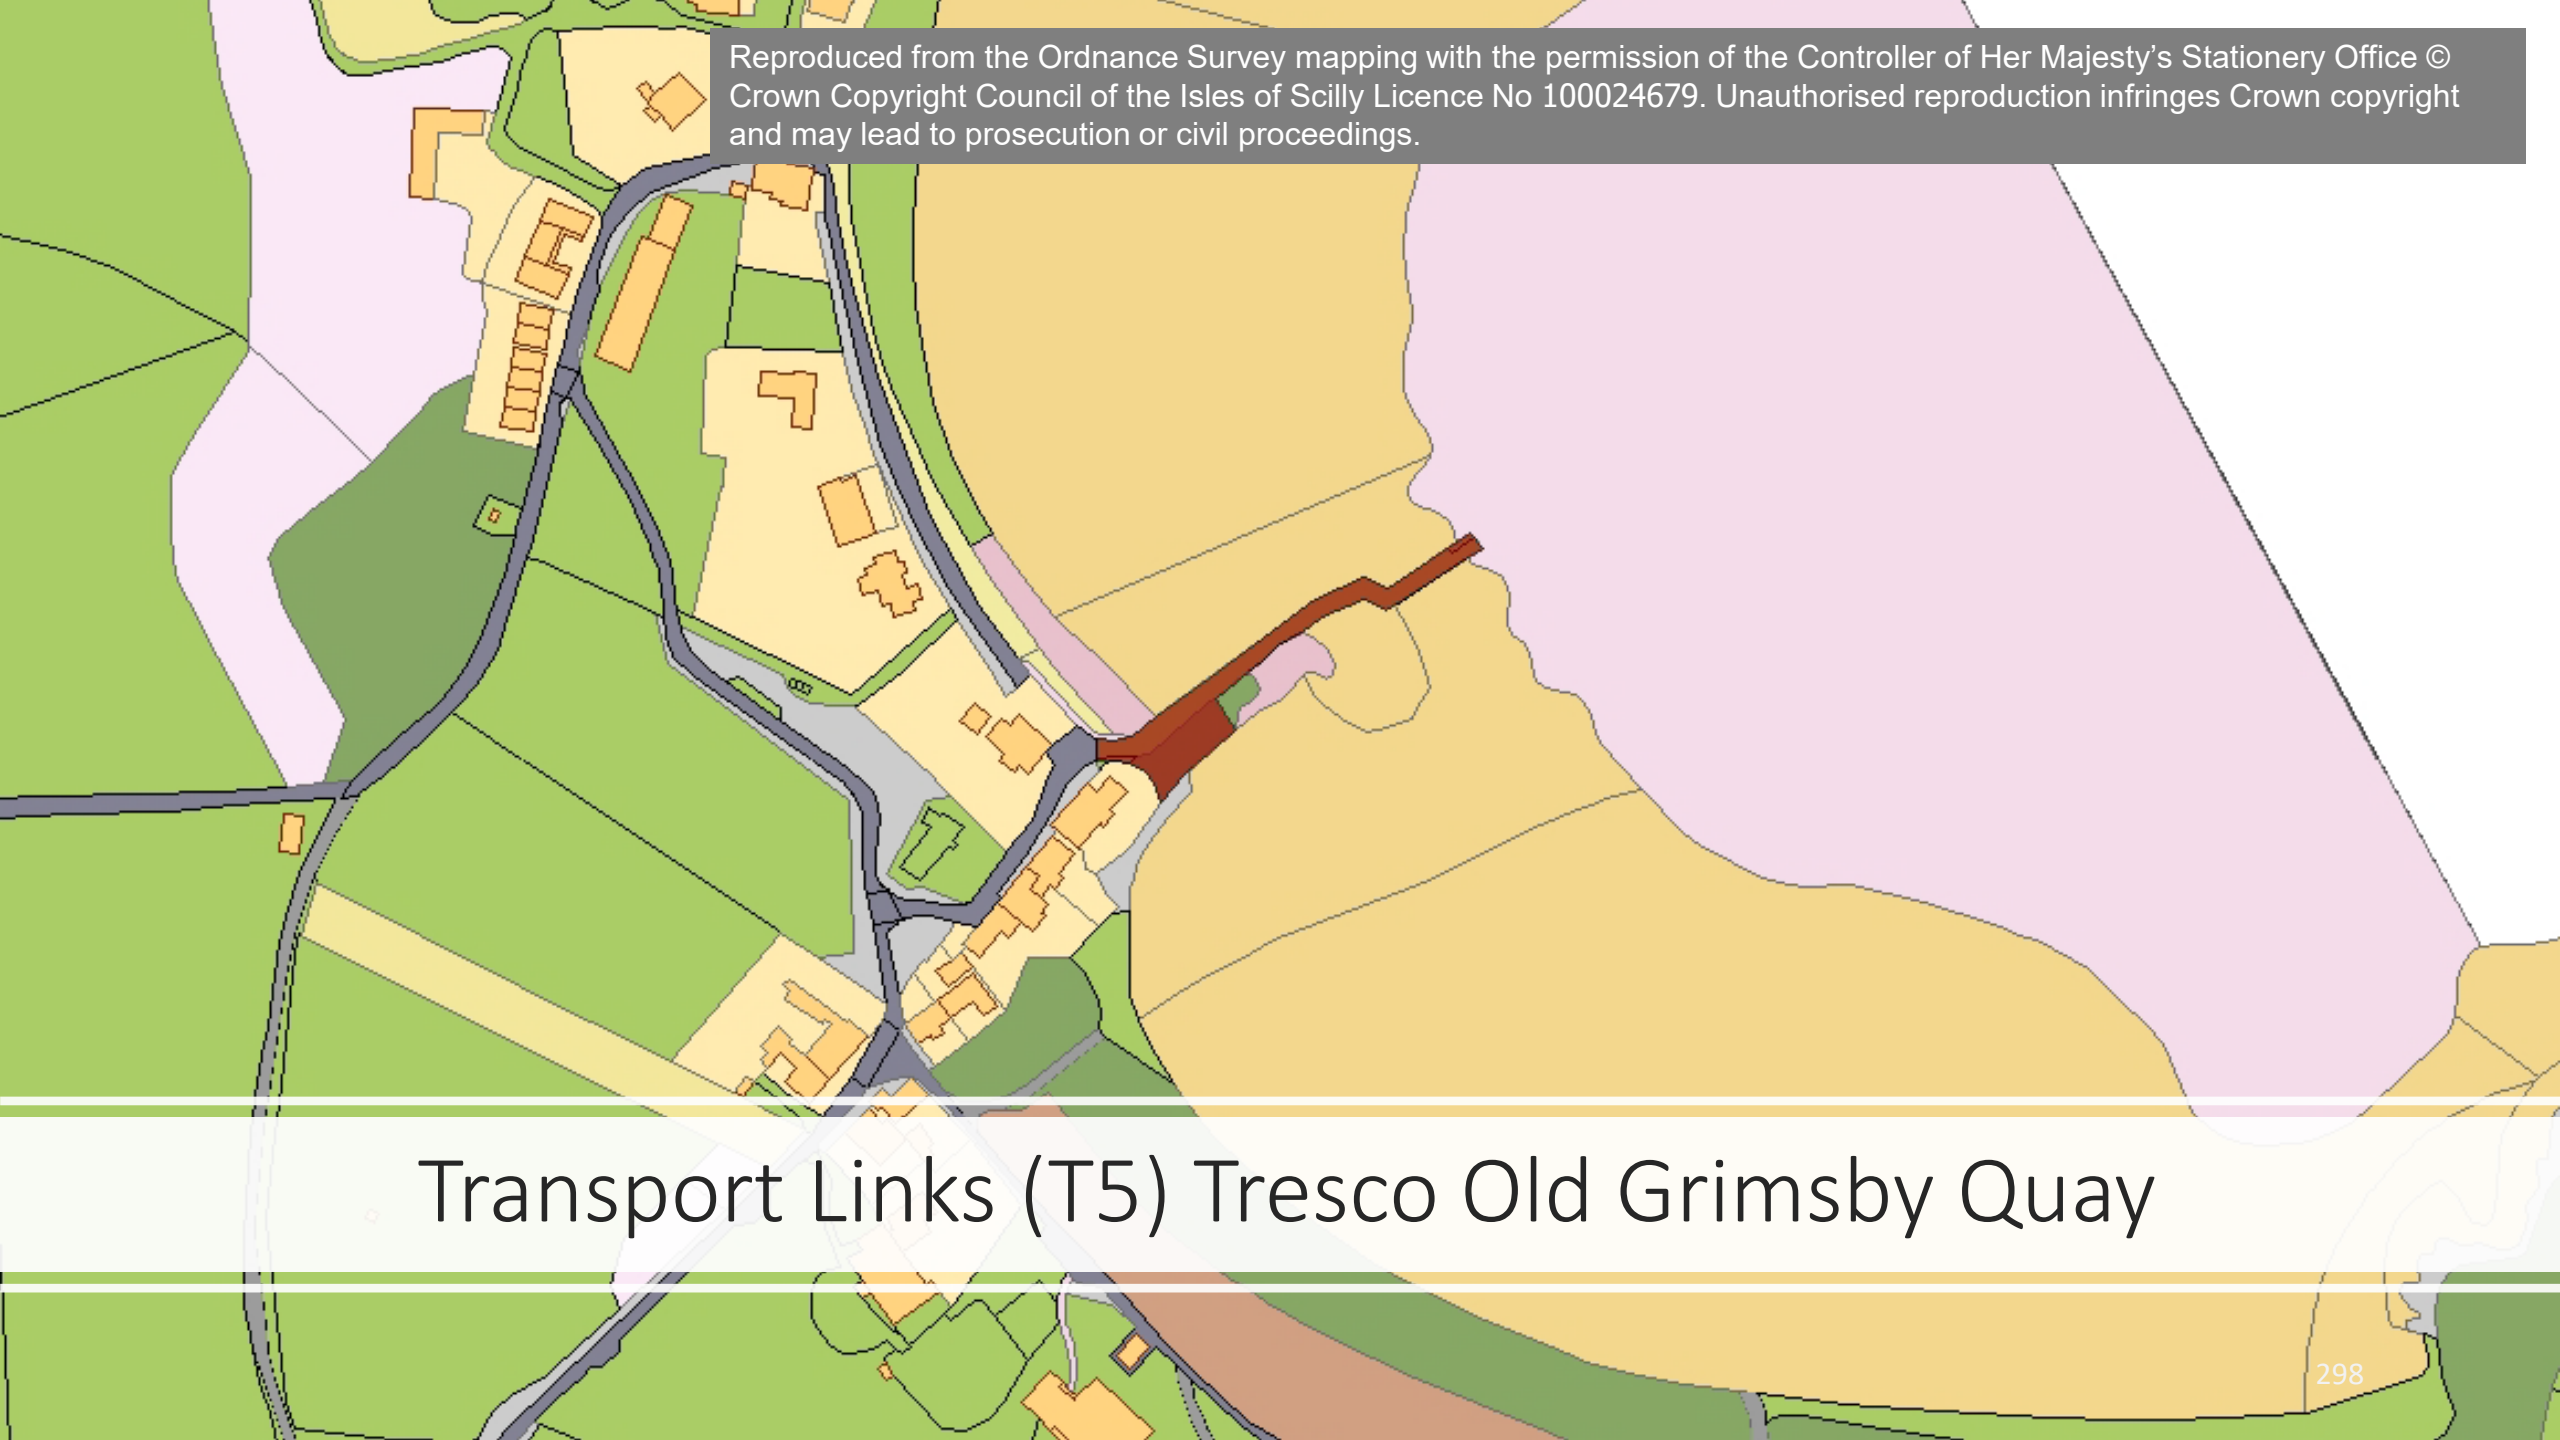 Reproduced from the Ordnance Survey mapping with the permission of the Controller of Her Majesty’s Stationery Office ©
Crown Copyright Council of the Isles of Scilly Licence No 100024679. Unauthorised reproduction infringes Crown copyright
and may lead to prosecution or civil proceedings.
Transport Links (T5) Tresco Old Grimsby Quay
298